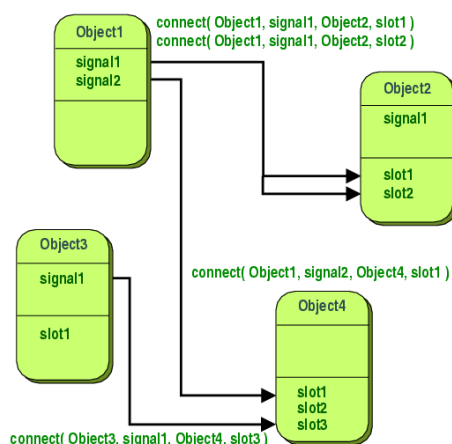 connect( Object1, signal1, Object2, slot1 )
connect( Object1, signal1, Object2, slot2 )
Object1
signal1
signal2
Object2
signal1
slot1
slot2
Object3
signal1
slot1
connect( Object1, signal2, Object4, slot1 )
Object4
slot1
slot2
slot3
connect( Object3, signal1, Object4, slot3 )